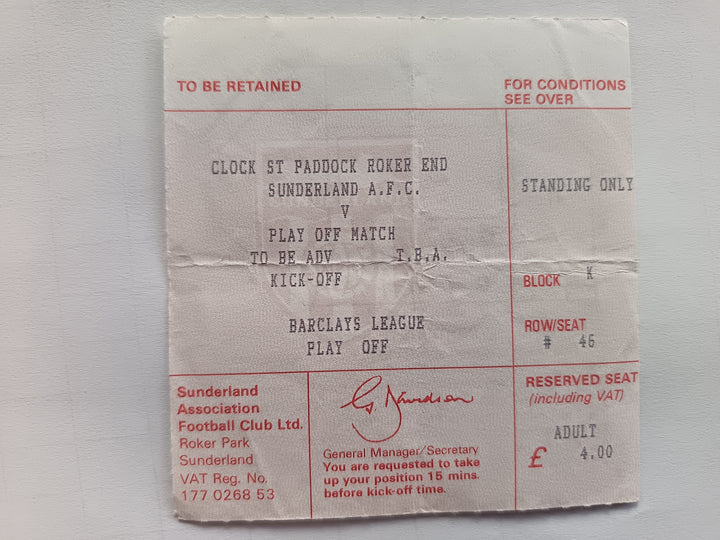 TO BE RETAINED
FOR CONDITIONS
SEE OVER
CLOCK ST PADDOCK ROKER END
SUNDERLAND A.F.C.
V
PLAY OFF MATCH
TO BE ADV T.B.A.
KICK-OFF
BARCLAYS LEAGUE
PLAY OFF
STANDING ONLY
BLOCK K
ROW/SEAT
# 46
Sunderland
Association
Football Club Ltd.
Roker Park
Sunderland
VAT Reg. No.
177 0268 53
G. Davidson
General Manager/Secretary
You are requested to take
up your position 15 mins.
before kick-off time.
RESERVED SEAT
(including VAT)
ADULT
£ 4.00